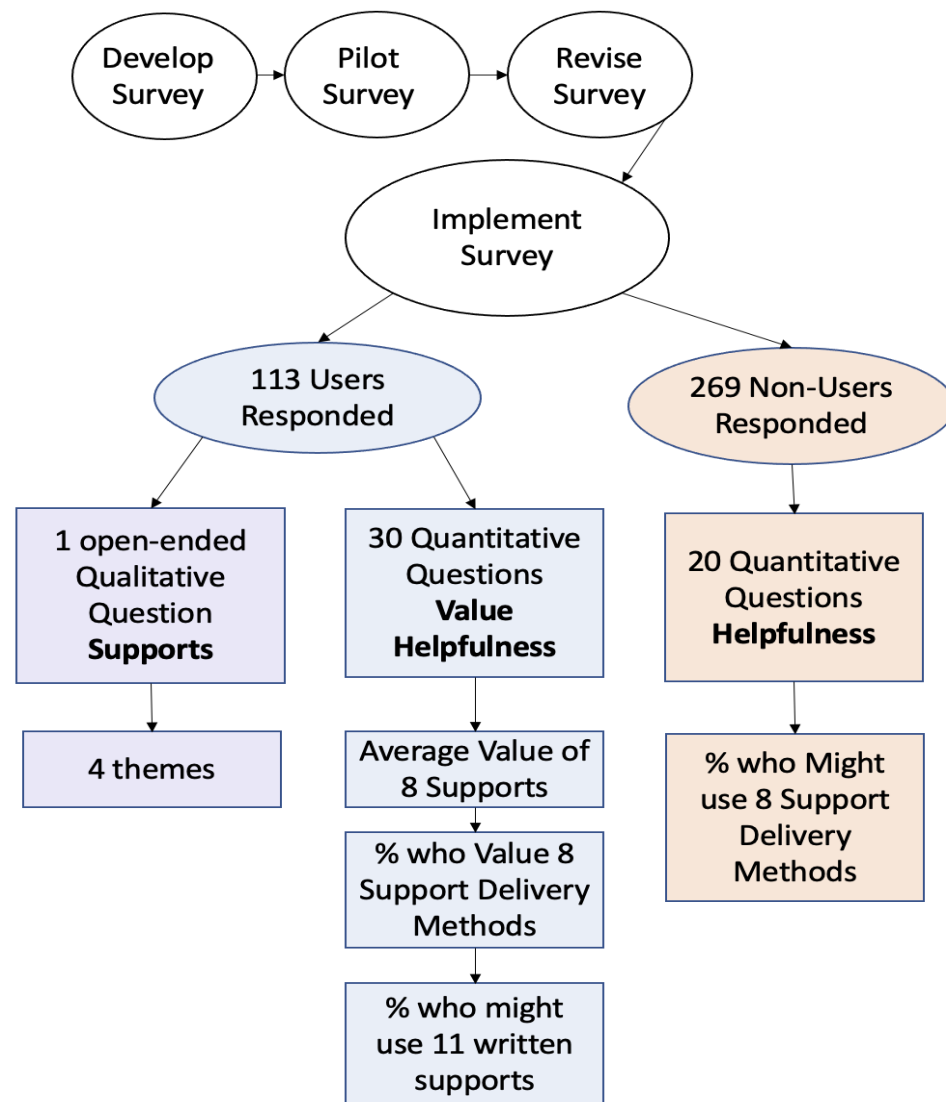 Develop
Survey
Pilot
Survey
Revise
Survey
Implement
Survey
113 Users
Responded
269 Non-Users
Responded
1 open-ended
Qualitative
Question
Supports
30 Quantitative
Questions
Value
Helpfulness
20 Quantitative
Questions
Helpfulness
4 themes
Average Value of
8 Supports
% who Value 8
Support Delivery
Methods
% who might
use 11 written
supports
% who Might
use 8 Support
Delivery
Methods